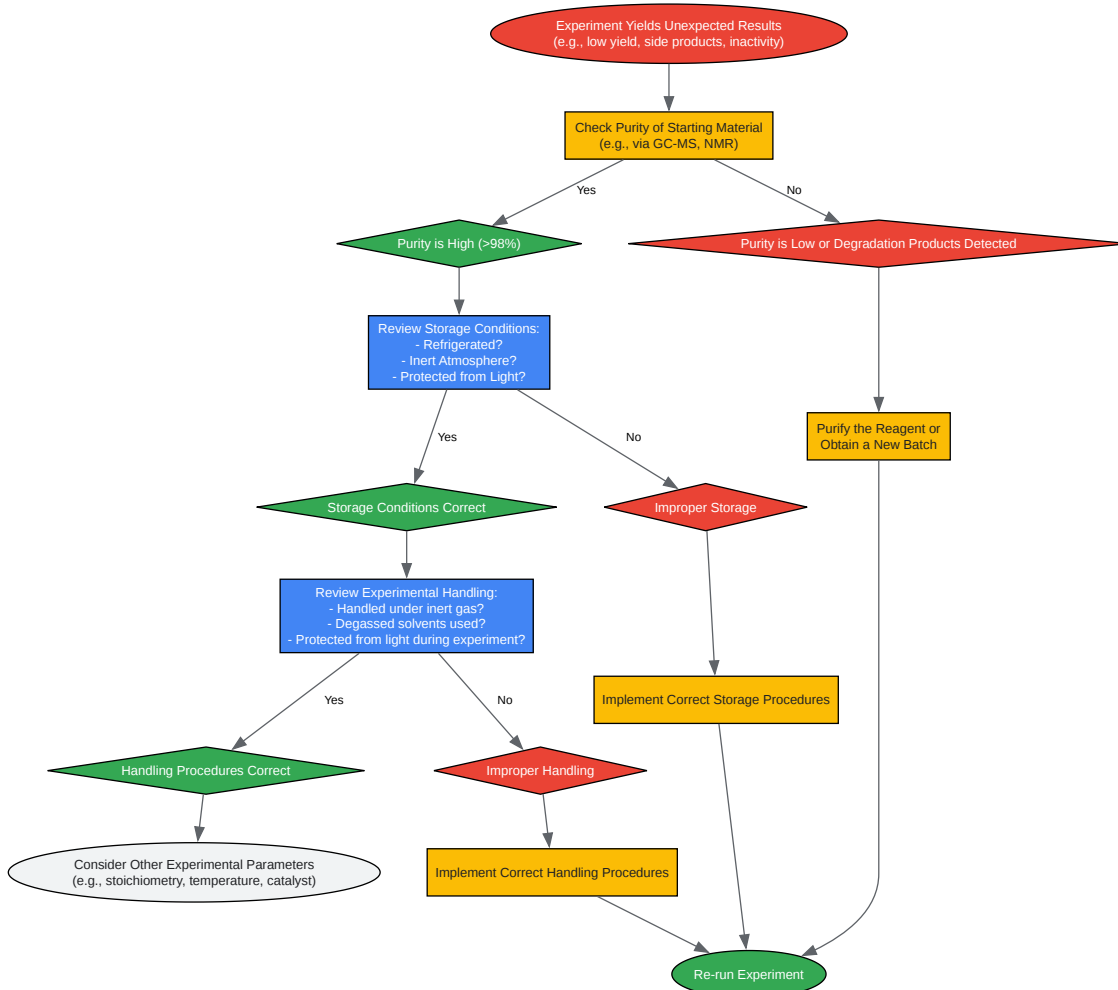 Experiment Yields Unexpected Results
(e.g., low yield, side products, inactivity)
Check Purity of Starting Material
(e.g., via GC-MS, NMR)
Yes
No
Purity is High (>98%)
Purity is Low or Degradation Products Detected
Review Storage Conditions:
- Refrigerated?
- Inert Atmosphere?
- Protected from Light?
Purify the Reagent or
Obtain a New Batch
Yes
No
Storage Conditions Correct
Improper Storage
Review Experimental Handling:
- Handled under inert gas?
- Degassed solvents used?
- Protected from light during experiment?
Implement Correct Storage Procedures
Yes
No
Handling Procedures Correct
Improper Handling
Consider Other Experimental Parameters
(e.g., stoichiometry, temperature, catalyst)
Implement Correct Handling Procedures
Re-run Experiment